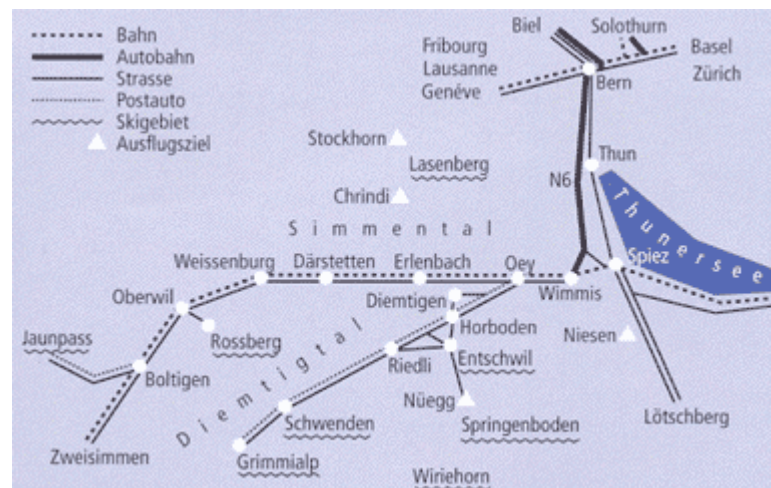 Bahn
Autobahn
Strasse
Postauto
Skigebiet
Ausflugsziel
Biel
Solothurn
Fribourg
Lausanne
Genéve
Basel
Zürich
Bern
Stockhorn
Lasenberg
Thun
Chrindi
N6
Thunersee
Simmental
Spiez
Weissenburg
Därstetten
Erlenbach
Oey
Wimmis
Oberwil
Diemtigen
Horboden
Niesen
Jaunpass
Rossberg
Diemtigtal
Entschwil
Boltigen
Riedli
Nüegg
Schwenden
Springenboden
Lötschberg
Zweisimmen
Grimmialp
Wiriehorn